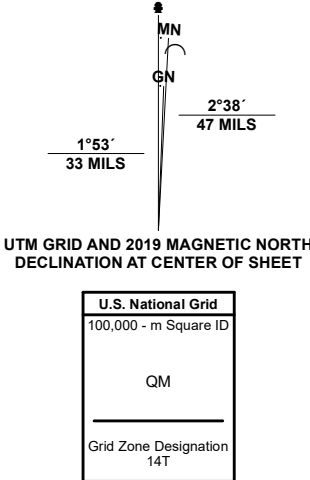 MN
GN
2°38´
47 MILS
1°53´
33 MILS
UTM GRID AND 2019 MAGNETIC NORTH
DECLINATION AT CENTER OF SHEET
U.S. National Grid
100,000 - m Square ID
QM
Grid Zone Designation
14T